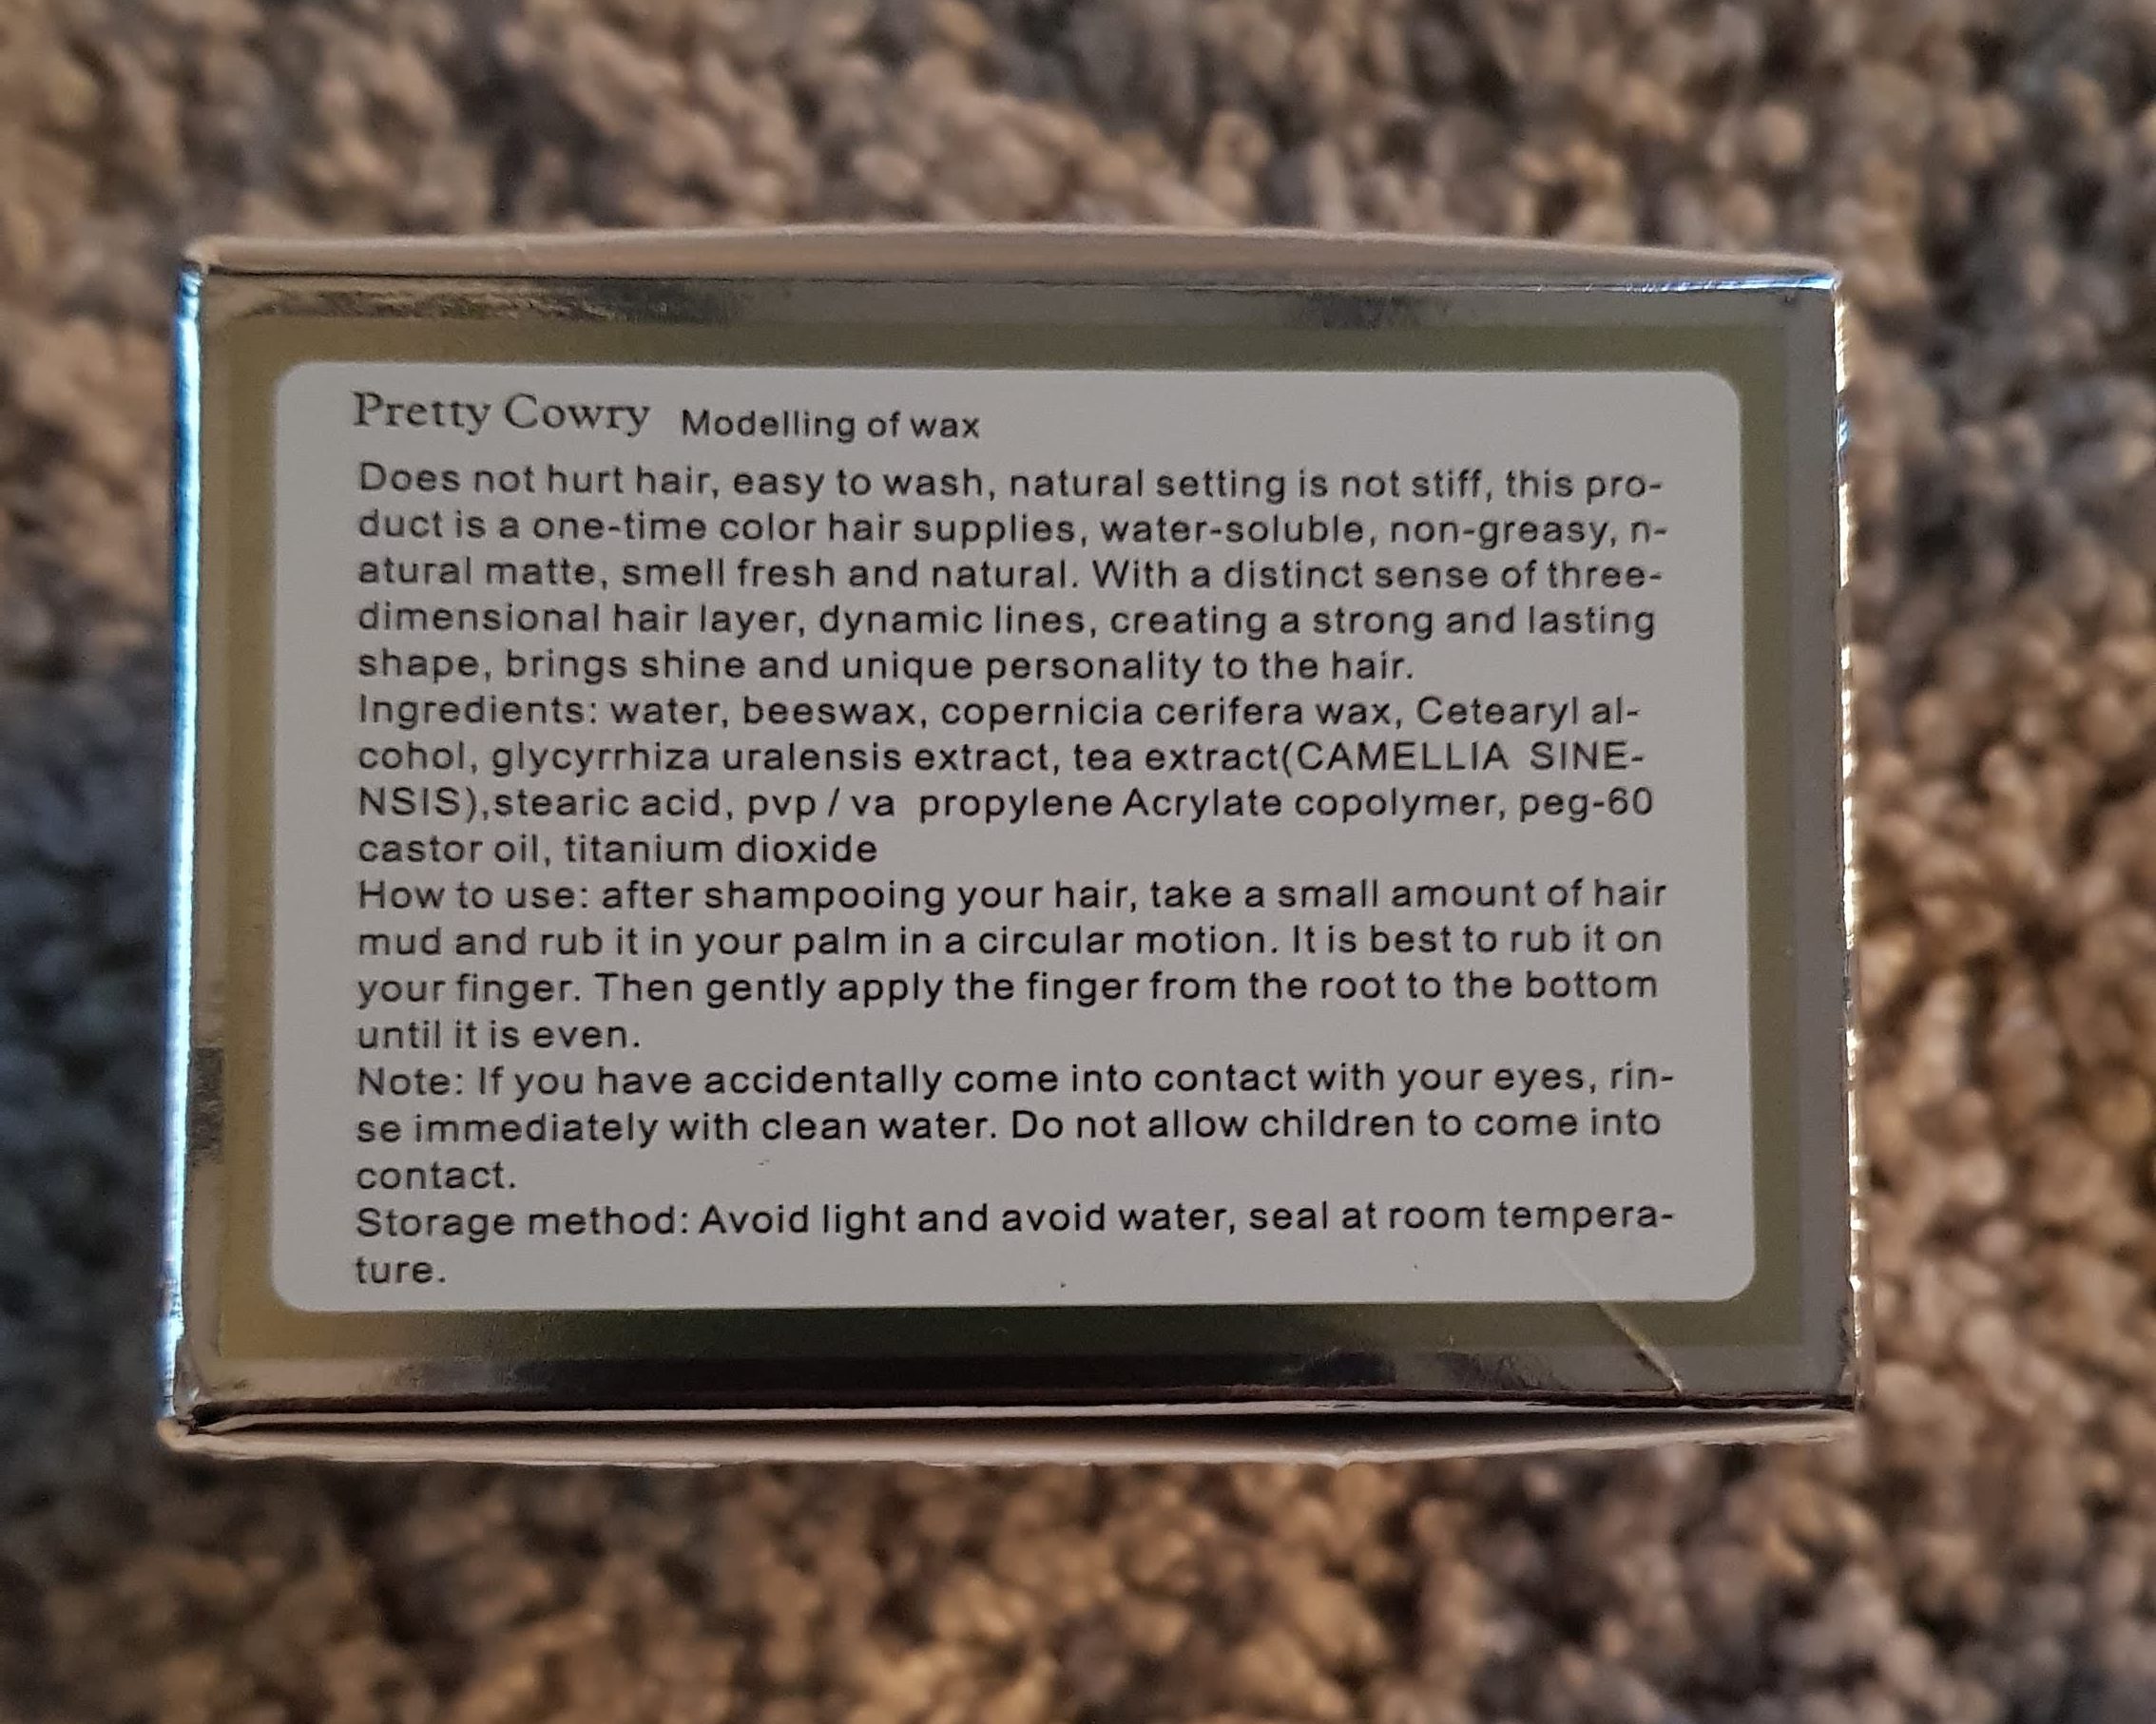 Pretty Cowry Modelling of wax
Does not hurt hair, easy to wash, natural setting is not stiff, this pro-
duct is a one-time color hair supplies, water-soluble, non-greasy, n-
atural matte, smell fresh and natural. With a distinct sense of three-
dimensional hair layer, dynamic lines, creating a strong and lasting
shape, brings shine and unique personality to the hair.
Ingredients: water, beeswax, copernicia cerifera wax, Cetearyl al-
cohol, glycyrrhiza uralensis extract, tea extract(CAMELLIA SINE-
NSIS),stearic acid, pvp / va propylene Acrylate copolymer, peg-60
castor oil, titanium dioxide
How to use: after shampooing your hair, take a small amount of hair
mud and rub it in your palm in a circular motion. It is best to rub it on
your finger. Then gently apply the finger from the root to the bottom
until it is even.
Note: If you have accidentally come into contact with your eyes, rin-
se immediately with clean water. Do not allow children to come into
contact.
Storage method: Avoid light and avoid water, seal at room tempera-
ture.